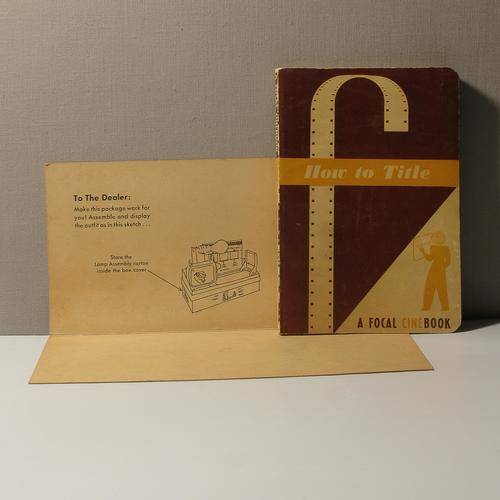 To The Dealer:
Make this package work for
you! Assemble and display
the outfit as in this sketch . . .
Store the
Lamp Assembly carton
inside the box cover
How to Title
A FOCAL CINEBOOK